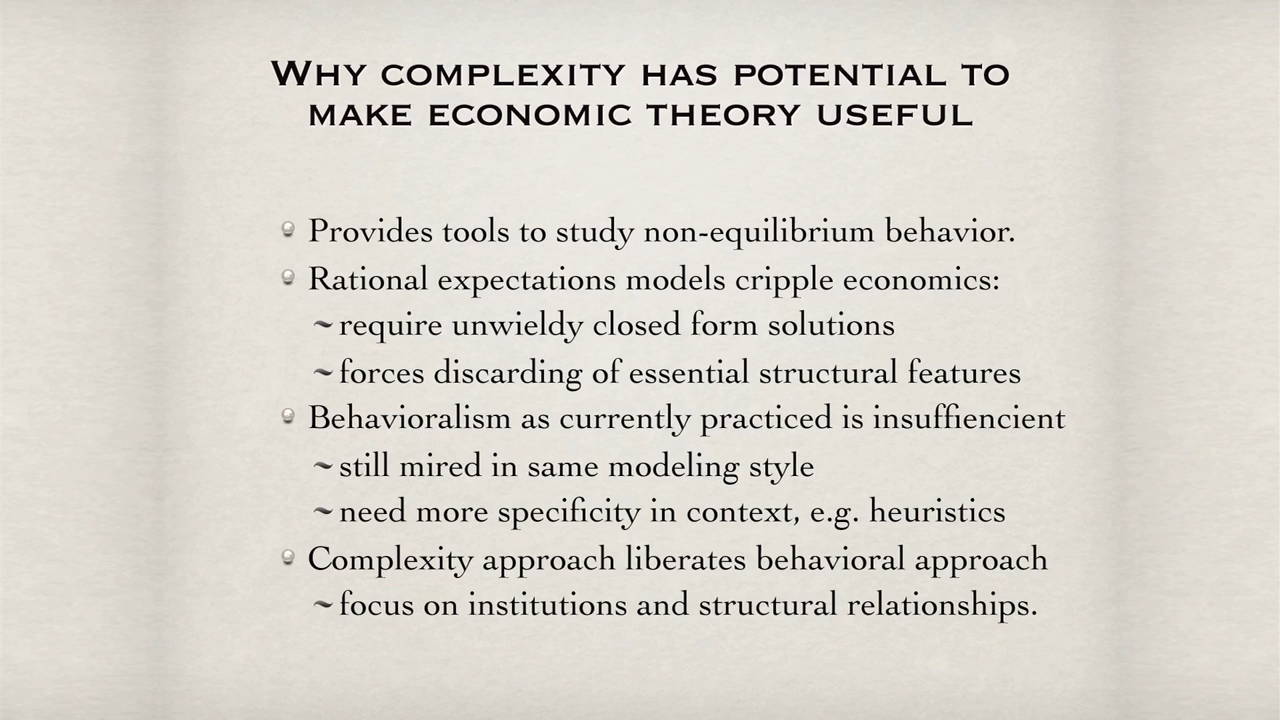 WHY COMPLEXITY HAS POTENTIAL TO
MAKE ECONOMIC THEORY USEFUL
Provides tools to study non-equilibrium behavior.
Rational expectations models cripple economics:
~require unwieldy closed form solutions
~forces discarding of essential structural features
Behavioralism as currently practiced is insuffiencient
~still mired in same modeling style
~need more specificity in context, e.g. heuristics
Complexity approach liberates behavioral approach
~focus on institutions and structural relationships.